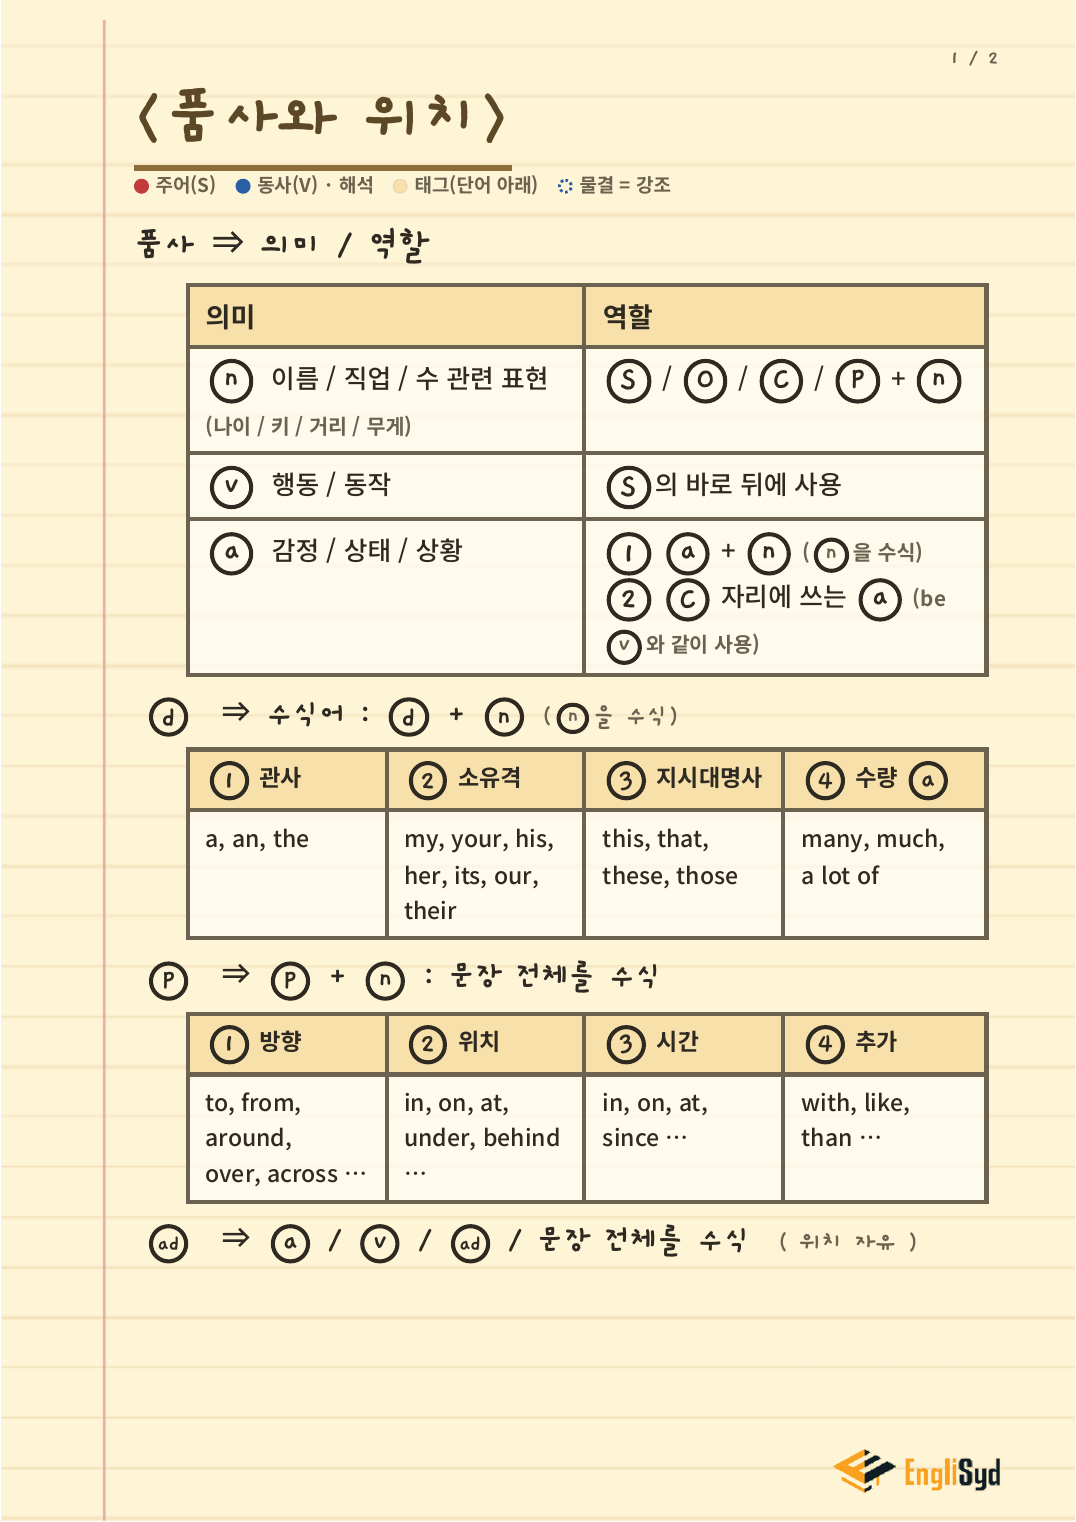 1 / 2
〈품사와 위치〉
주어(S) 동사(V) · 해석 태그(단어 아래) 물결 = 강조
품사 ⇒ 의미 / 역할
의미 역할
n 이름 / 직업 / 수 관련 표현 S / O / C / P + n
(나이 / 키 / 거리 / 무게)
v 행동 / 동작 S의 바로 뒤에 사용
a 감정 / 상태 / 상황 1 a + n (n을 수식)
2 C 자리에 쓰는 a (be
v와 같이 사용)
d ⇒ 수식어 : d + n (n을 수식)
1 관사 2 소유격 3 지시대명사 4 수량 a
a, an, the my, your, his, this, that, many, much,
her, its, our, these, those a lot of
their
P ⇒ P + n : 문장 전체를 수식
1 방향 2 위치 3 시간 4 추가
to, from, in, on, at, in, on, at, with, like,
around, under, behind since ··· than ···
over, across ··· ···
ad ⇒ a / v / ad / 문장 전체를 수식 ( 위치 자유 )
EngliSyd